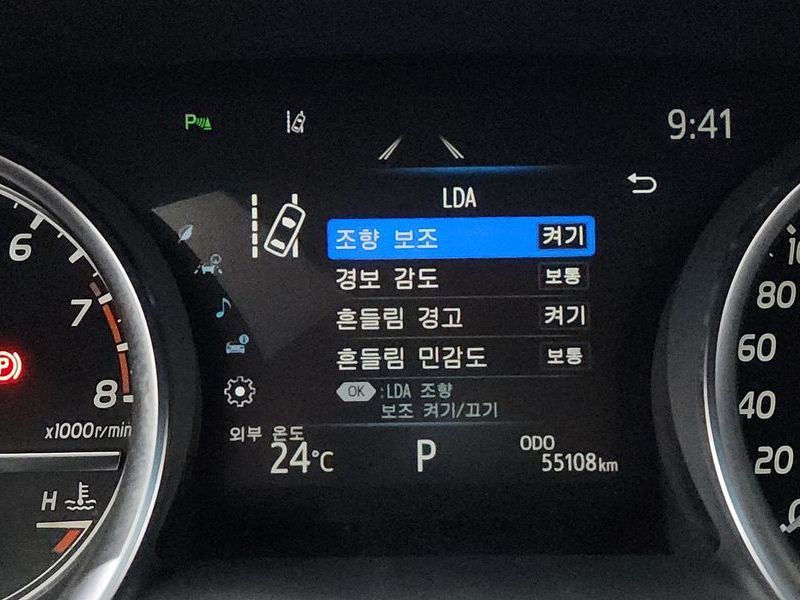 P
9:41
LDA
조향 보조 켜기
경보 감도 보통
흔들림 경고 켜기
흔들림 민감도 보통
OK :LDA 조향
보조 켜기/끄기
외부 온도
24°C
P
ODO
55108km
6
7
8
x1000r/min
H
P
80
60
40
20